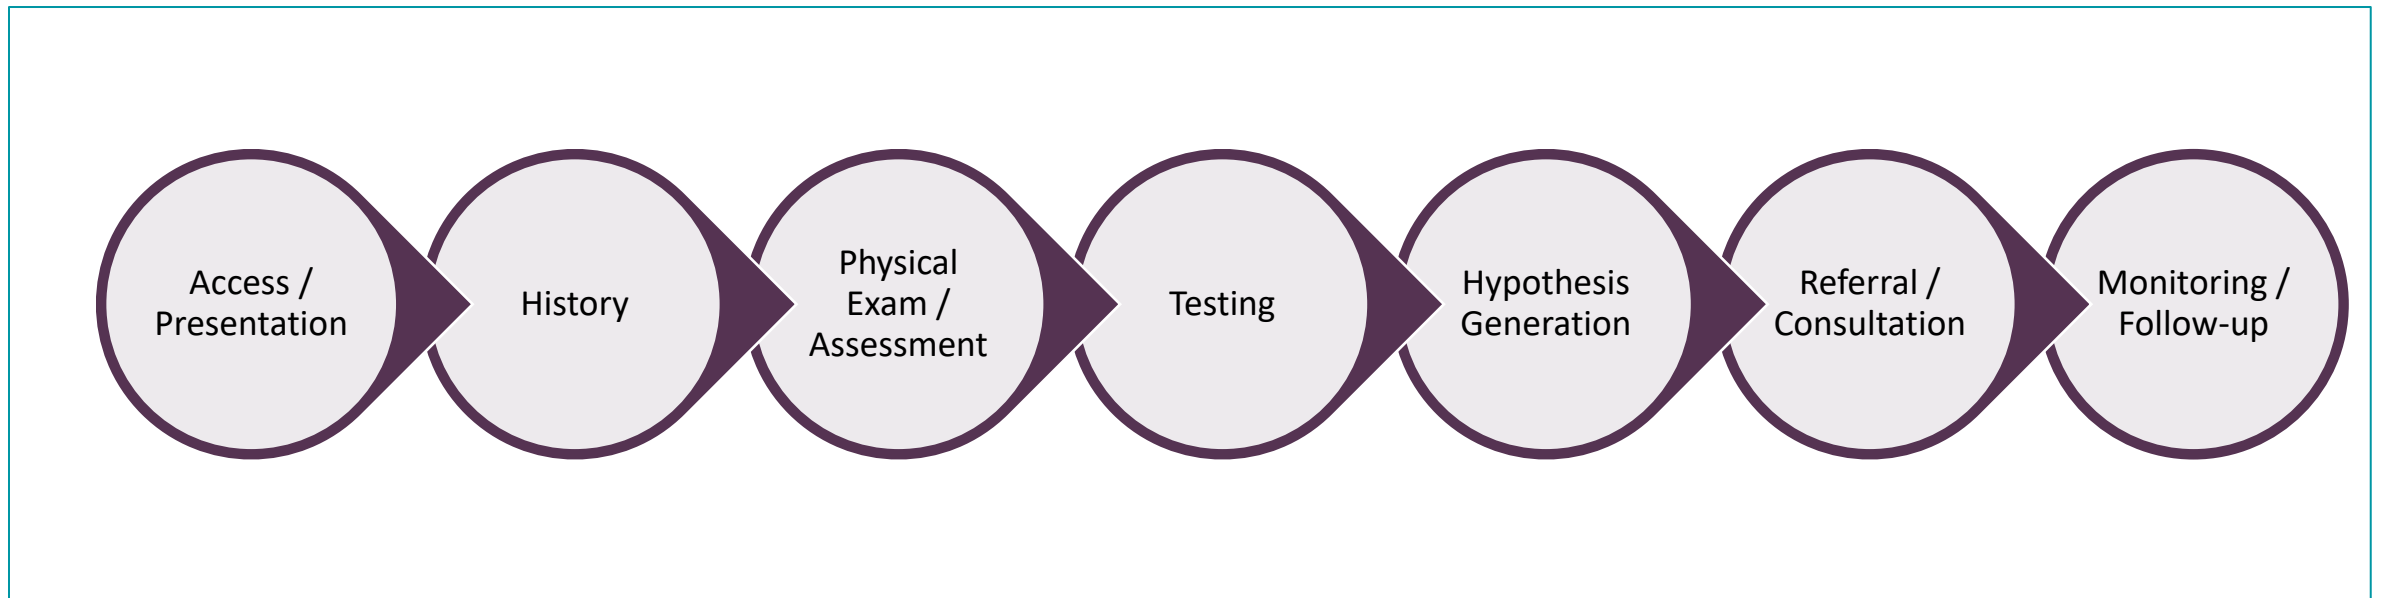 Access /
Presentation
History
Physical
Exam /
Assessment
Testing
Hypothesis
Generation
Referral /
Consultation
Monitoring /
Follow-up